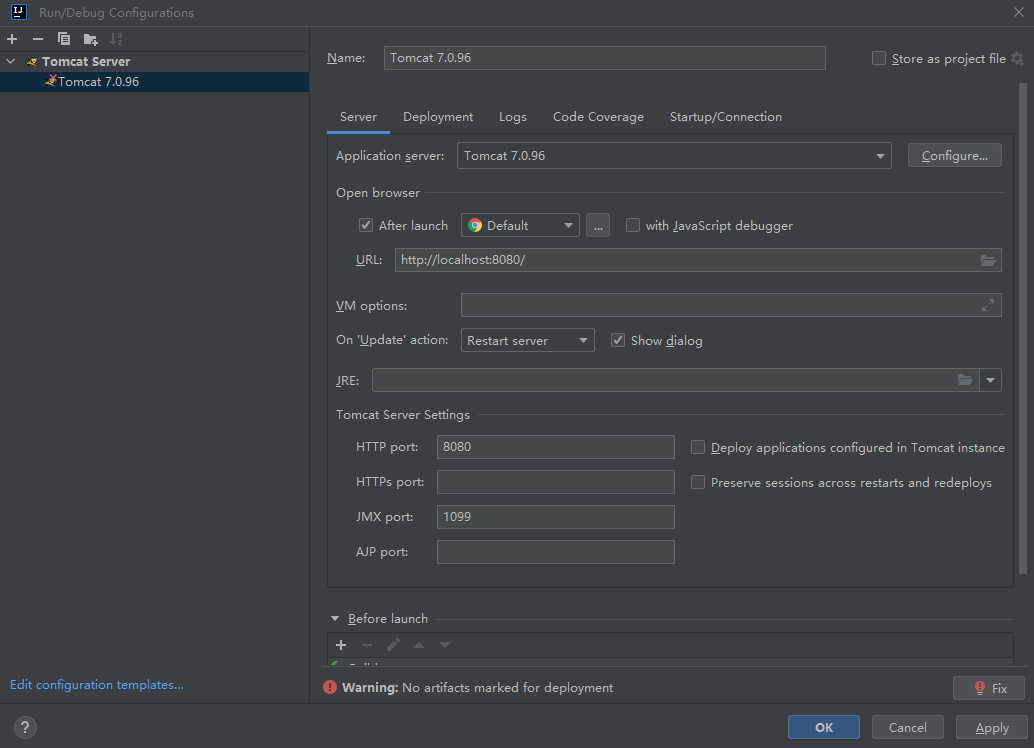 Run/Debug Configurations
Tomcat Server
Tomcat 7.0.96
Edit configuration templates...
Name: Tomcat 7.0.96 Store as project file
Server Deployment Logs Code Coverage Startup/Connection
Application server: Tomcat 7.0.96 Configure...
Open browser
After launch Default ... with JavaScript debugger
URL: http://localhost:8080/
VM options:
On 'Update' action: Restart server Show dialog
JRE:
Tomcat Server Settings
HTTP port: 8080 Deploy applications configured in Tomcat instance
HTTPs port: Preserve sessions across restarts and redeploys
JMX port: 1099
AJP port:
Before launch
Warning: No artifacts marked for deployment Fix
? OK Cancel Apply